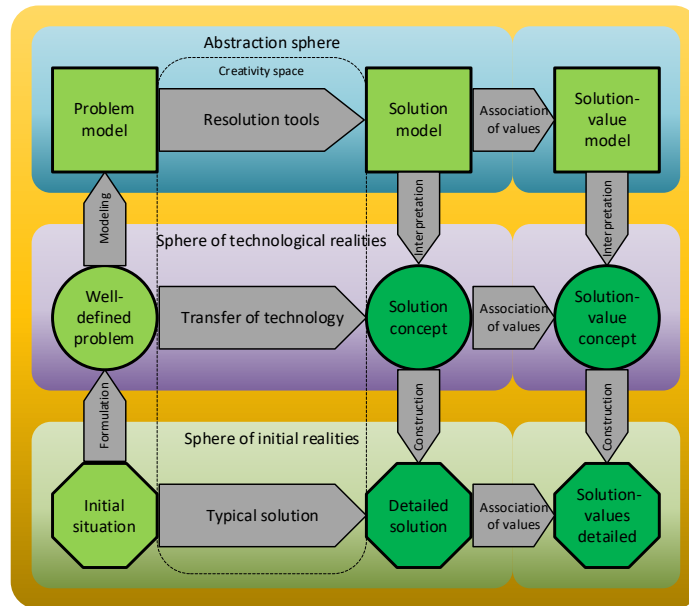 Abstraction sphere
Creativity space
Problem
model
Resolution tools
Solution
model
Association
of values
Solution-
value
model
Modeling
Interpretation
Interpretation
Sphere of technological realities
Well-
defined
problem
Transfer of technology
Solution
concept
Association
of values
Solution-
value
concept
Formulation
Construction
Construction
Sphere of initial realities
Initial
situation
Typical solution
Detailed
solution
Association
of values
Solution-
values
detailed